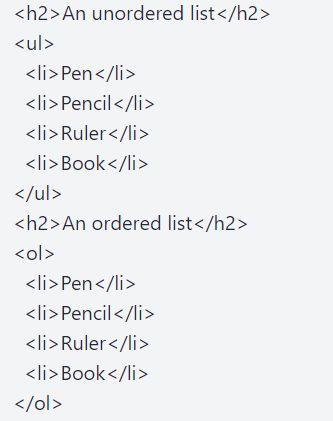 <h2>An unordered list</h2>
<ul>
<li>Pen</li>
<li>Pencil</li>
<li>Ruler</li>
<li>Book</li>
</ul>
<h2>An ordered list</h2>
<ol>
<li>Pen</li>
<li>Pencil</li>
<li>Ruler</li>
<li>Book</li>
</ol>